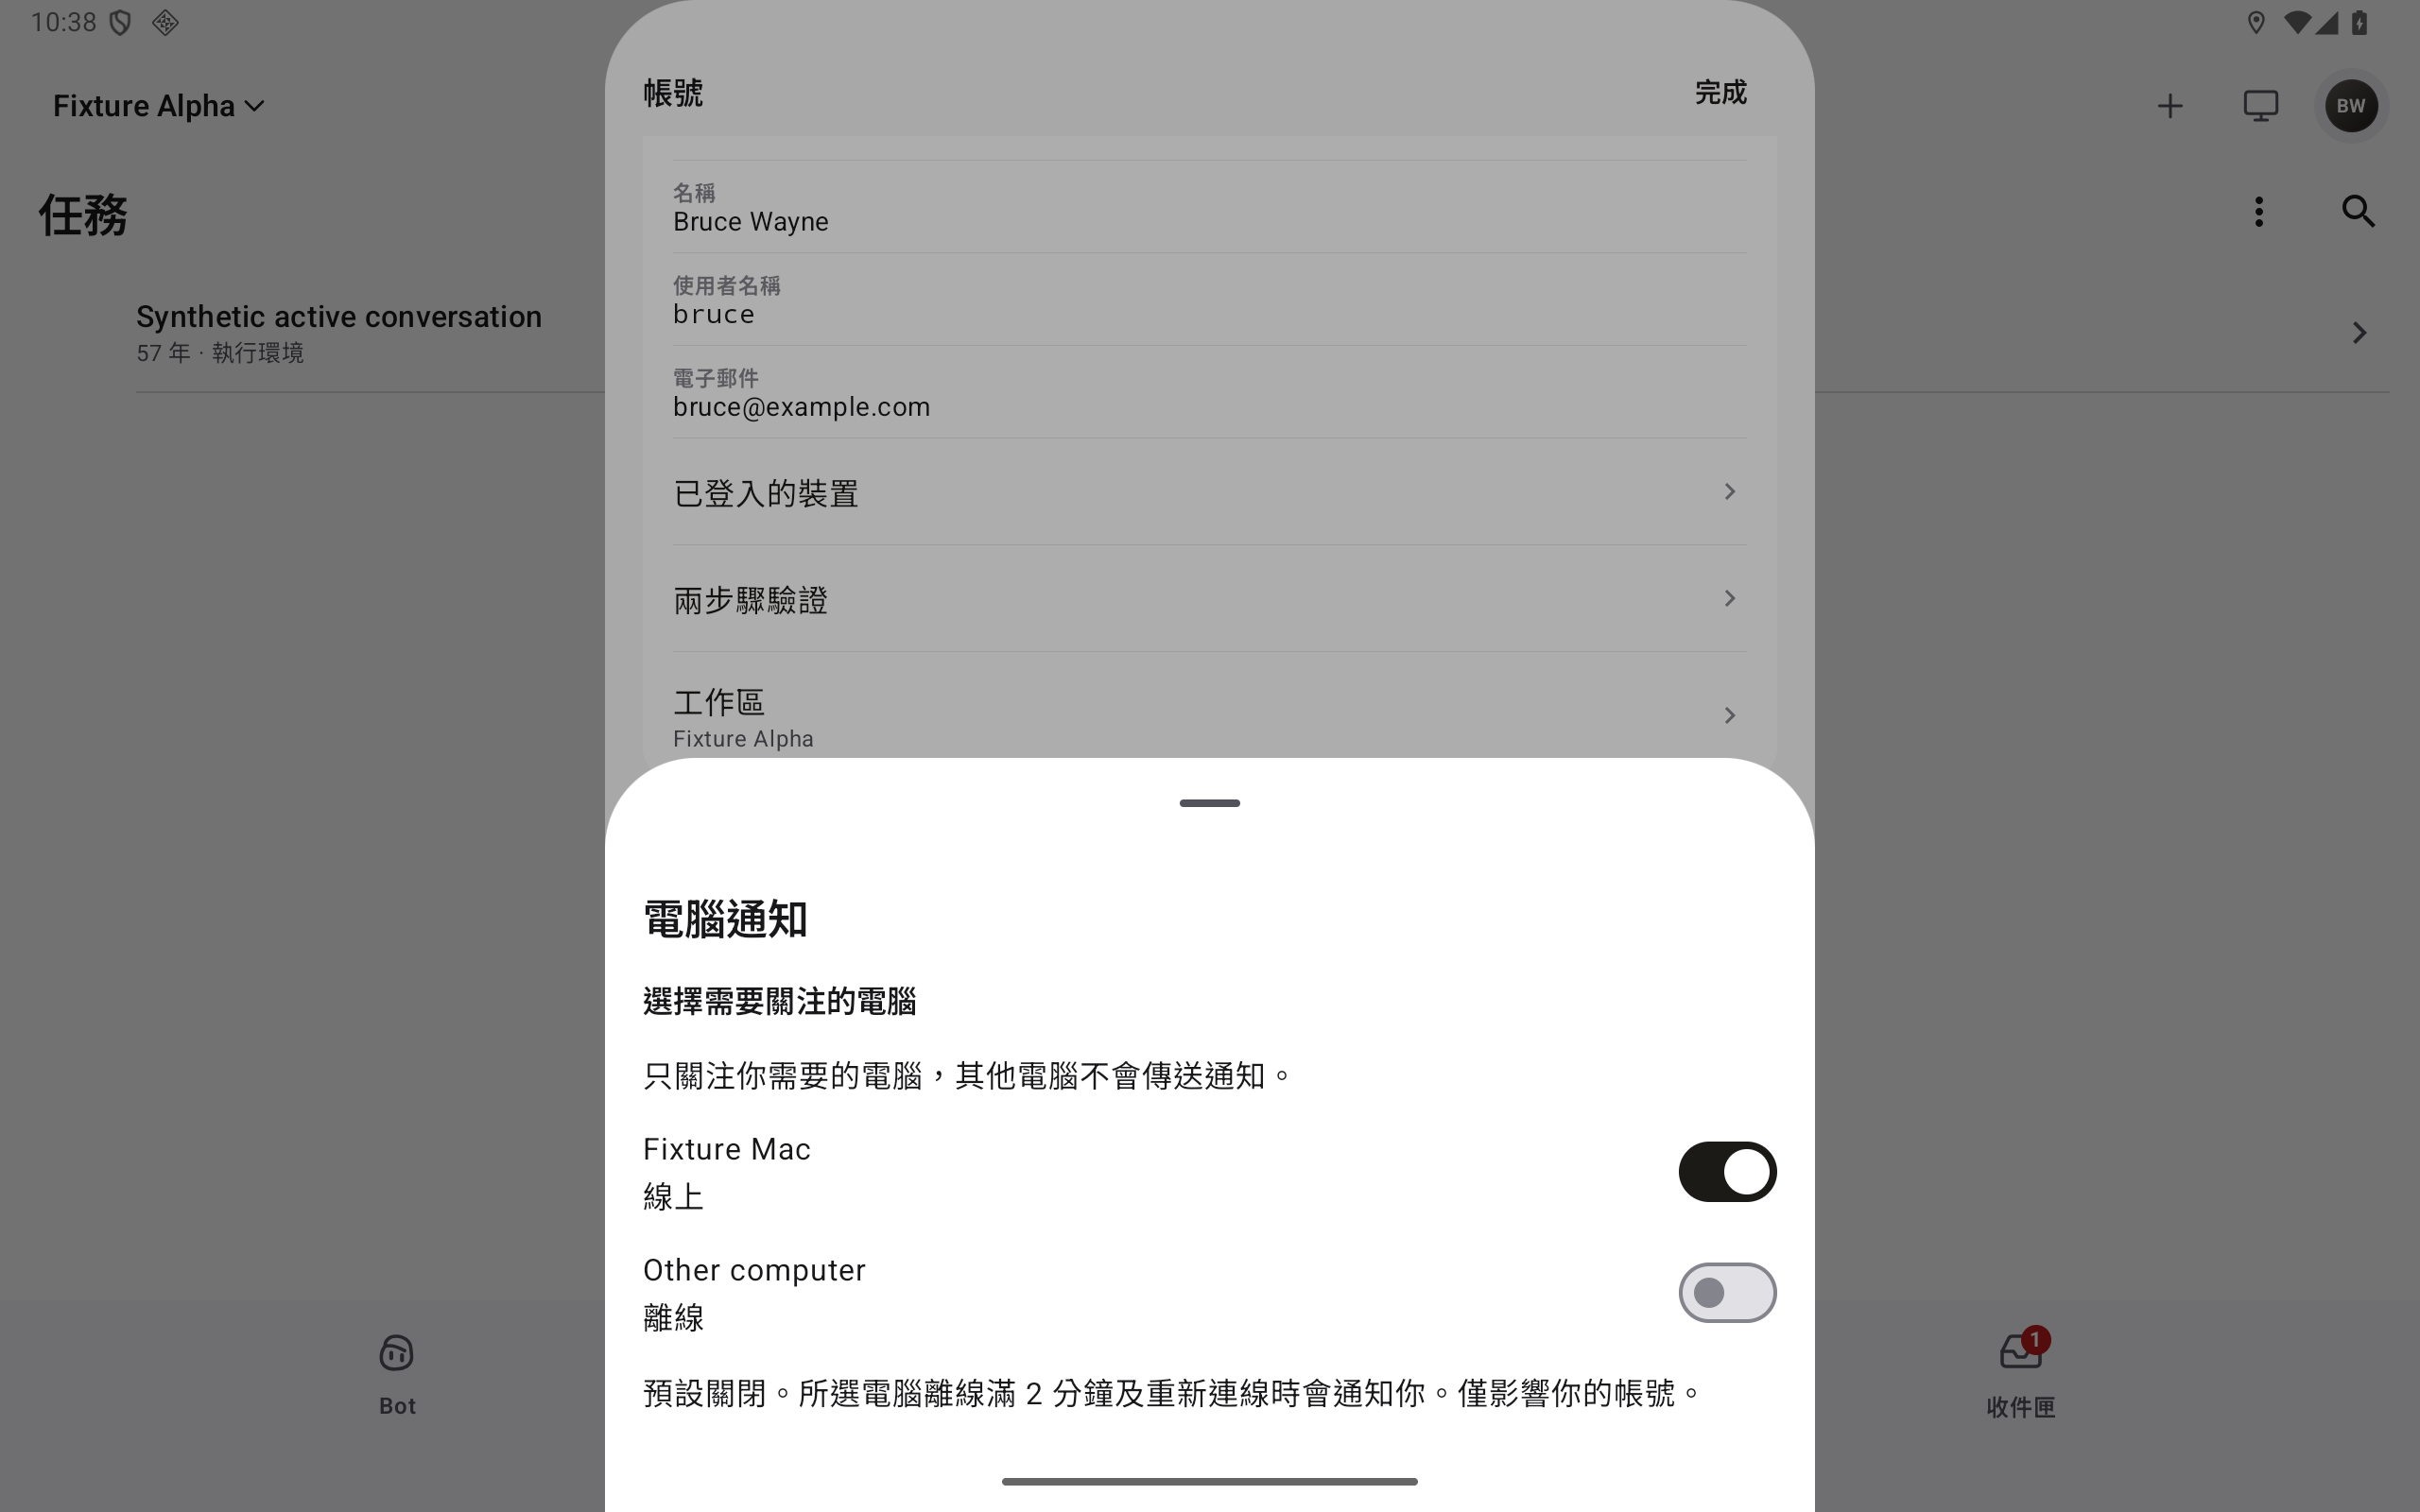 10:38
Fixture Alpha
BW
任務
Synthetic active conversation
57 年 · 執行環境
帳號
完成
名稱
Bruce Wayne
使用者名稱
bruce
電子郵件
bruce@example.com
已登入的裝置
兩步驟驗證
工作區
Fixture Alpha
電腦通知
選擇需要關注的電腦
只關注你需要的電腦，其他電腦不會傳送通知。
Fixture Mac
線上
Other computer
離線
預設關閉。所選電腦離線滿 2 分鐘及重新連線時會通知你。僅影響你的帳號。
Bot
1
收件匣